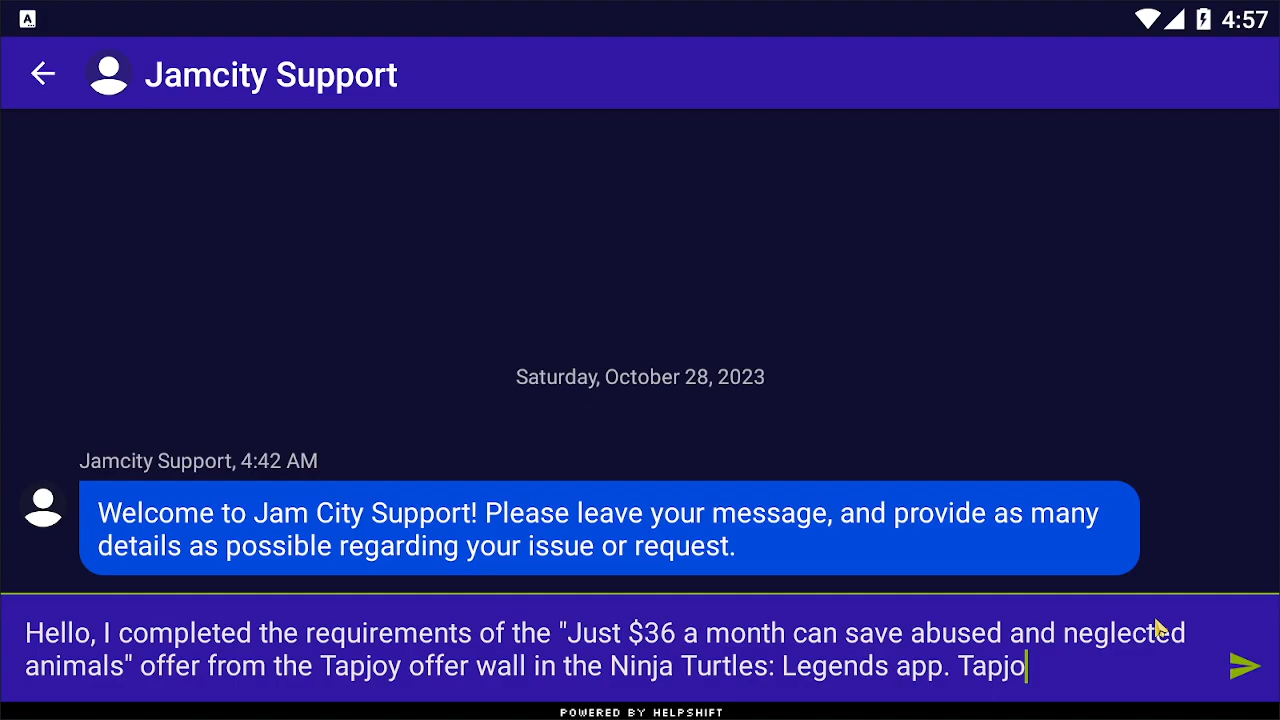 A
4:57
Jamcity Support
Saturday, October 28, 2023
Jamcity Support, 4:42 AM
Welcome to Jam City Support! Please leave your message, and provide as many
details as possible regarding your issue or request.
Hello, I completed the requirements of the "Just $36 a month can save abused and neglected
animals" offer from the Tapjoy offer wall in the Ninja Turtles: Legends app. Tapjo
POWERED BY HELPSHIFT